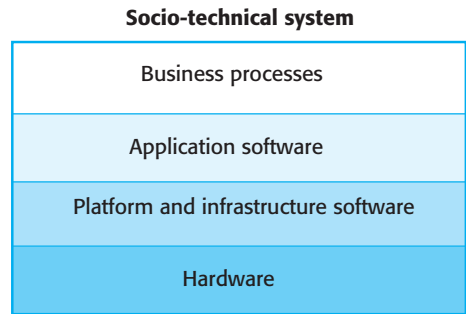 Socio-technical system
Business processes
Application software
Platform and infrastructure software
Hardware